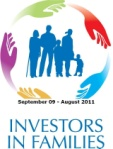 September 09 - August 2011
INVESTORS
IN FAMILIES